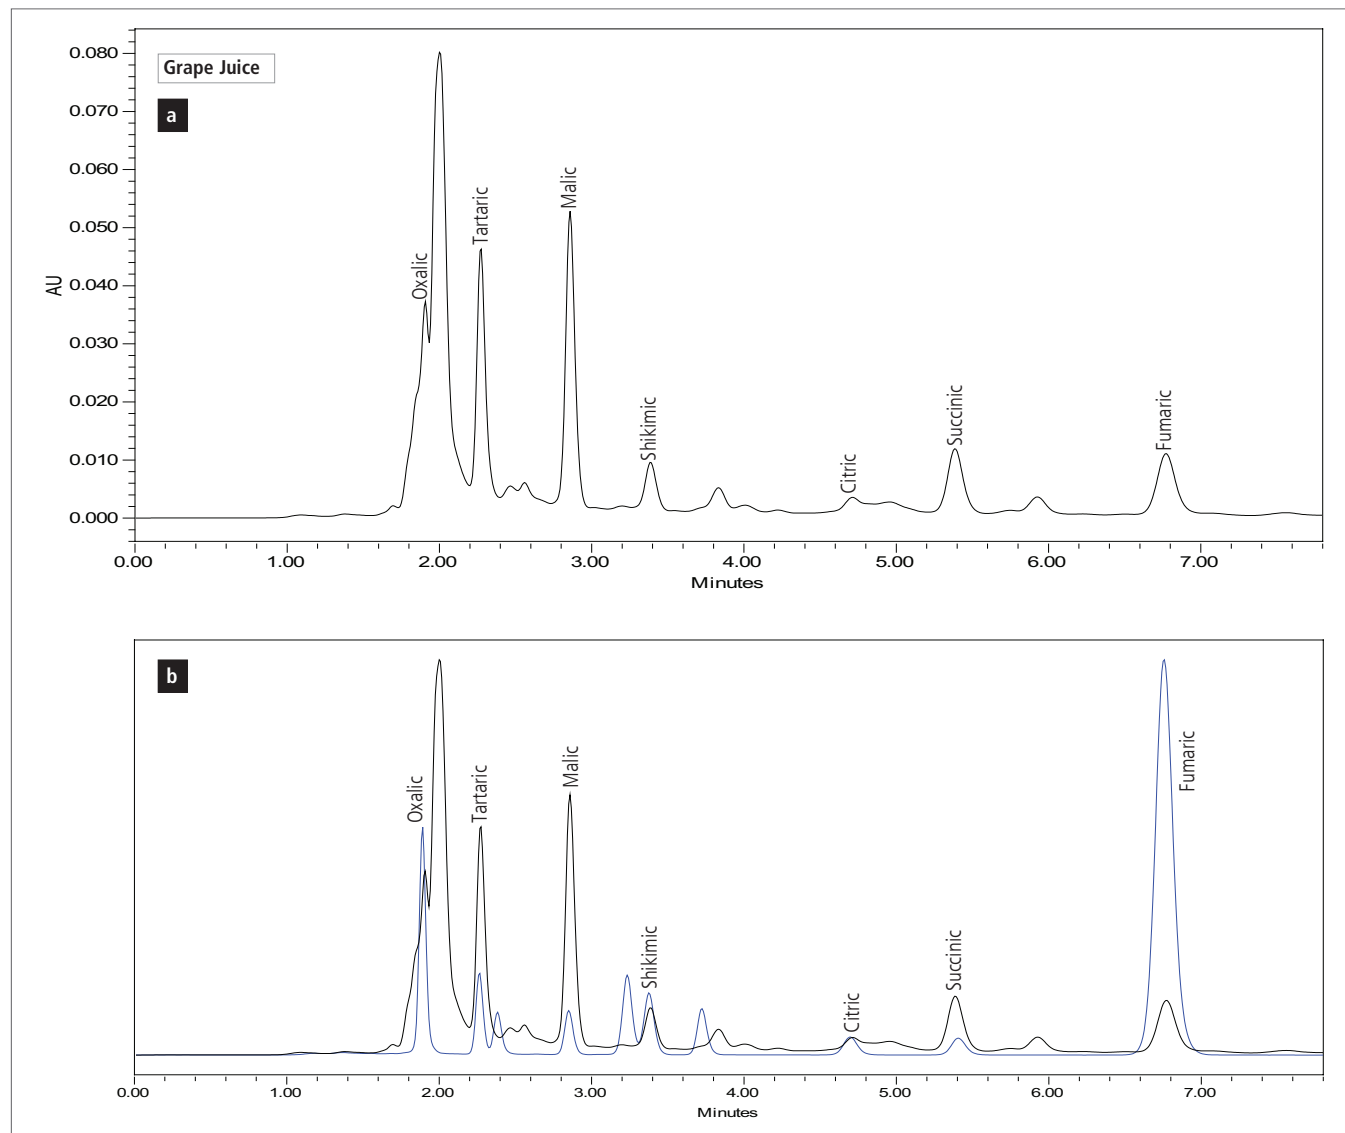 Grape Juice
a
0.080
0.070
0.060
0.050
0.040
0.030
0.020
0.010
0.000
AU
Oxalic
Tartaric
Malic
Shikimic
Citric
Succinic
Fumaric
0.00 1.00 2.00 3.00 4.00 5.00 6.00 7.00
Minutes
b
Oxalic
Tartaric
Malic
Shikimic
Citric
Succinic
Fumaric
0.00 1.00 2.00 3.00 4.00 5.00 6.00 7.00
Minutes